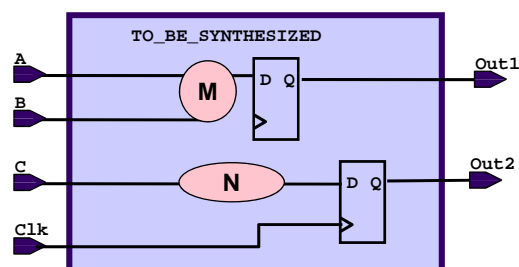 TO_BE_SYNTHESIZED
A
Out1
D Q
M
B
C
Out2
N
D Q
Clk